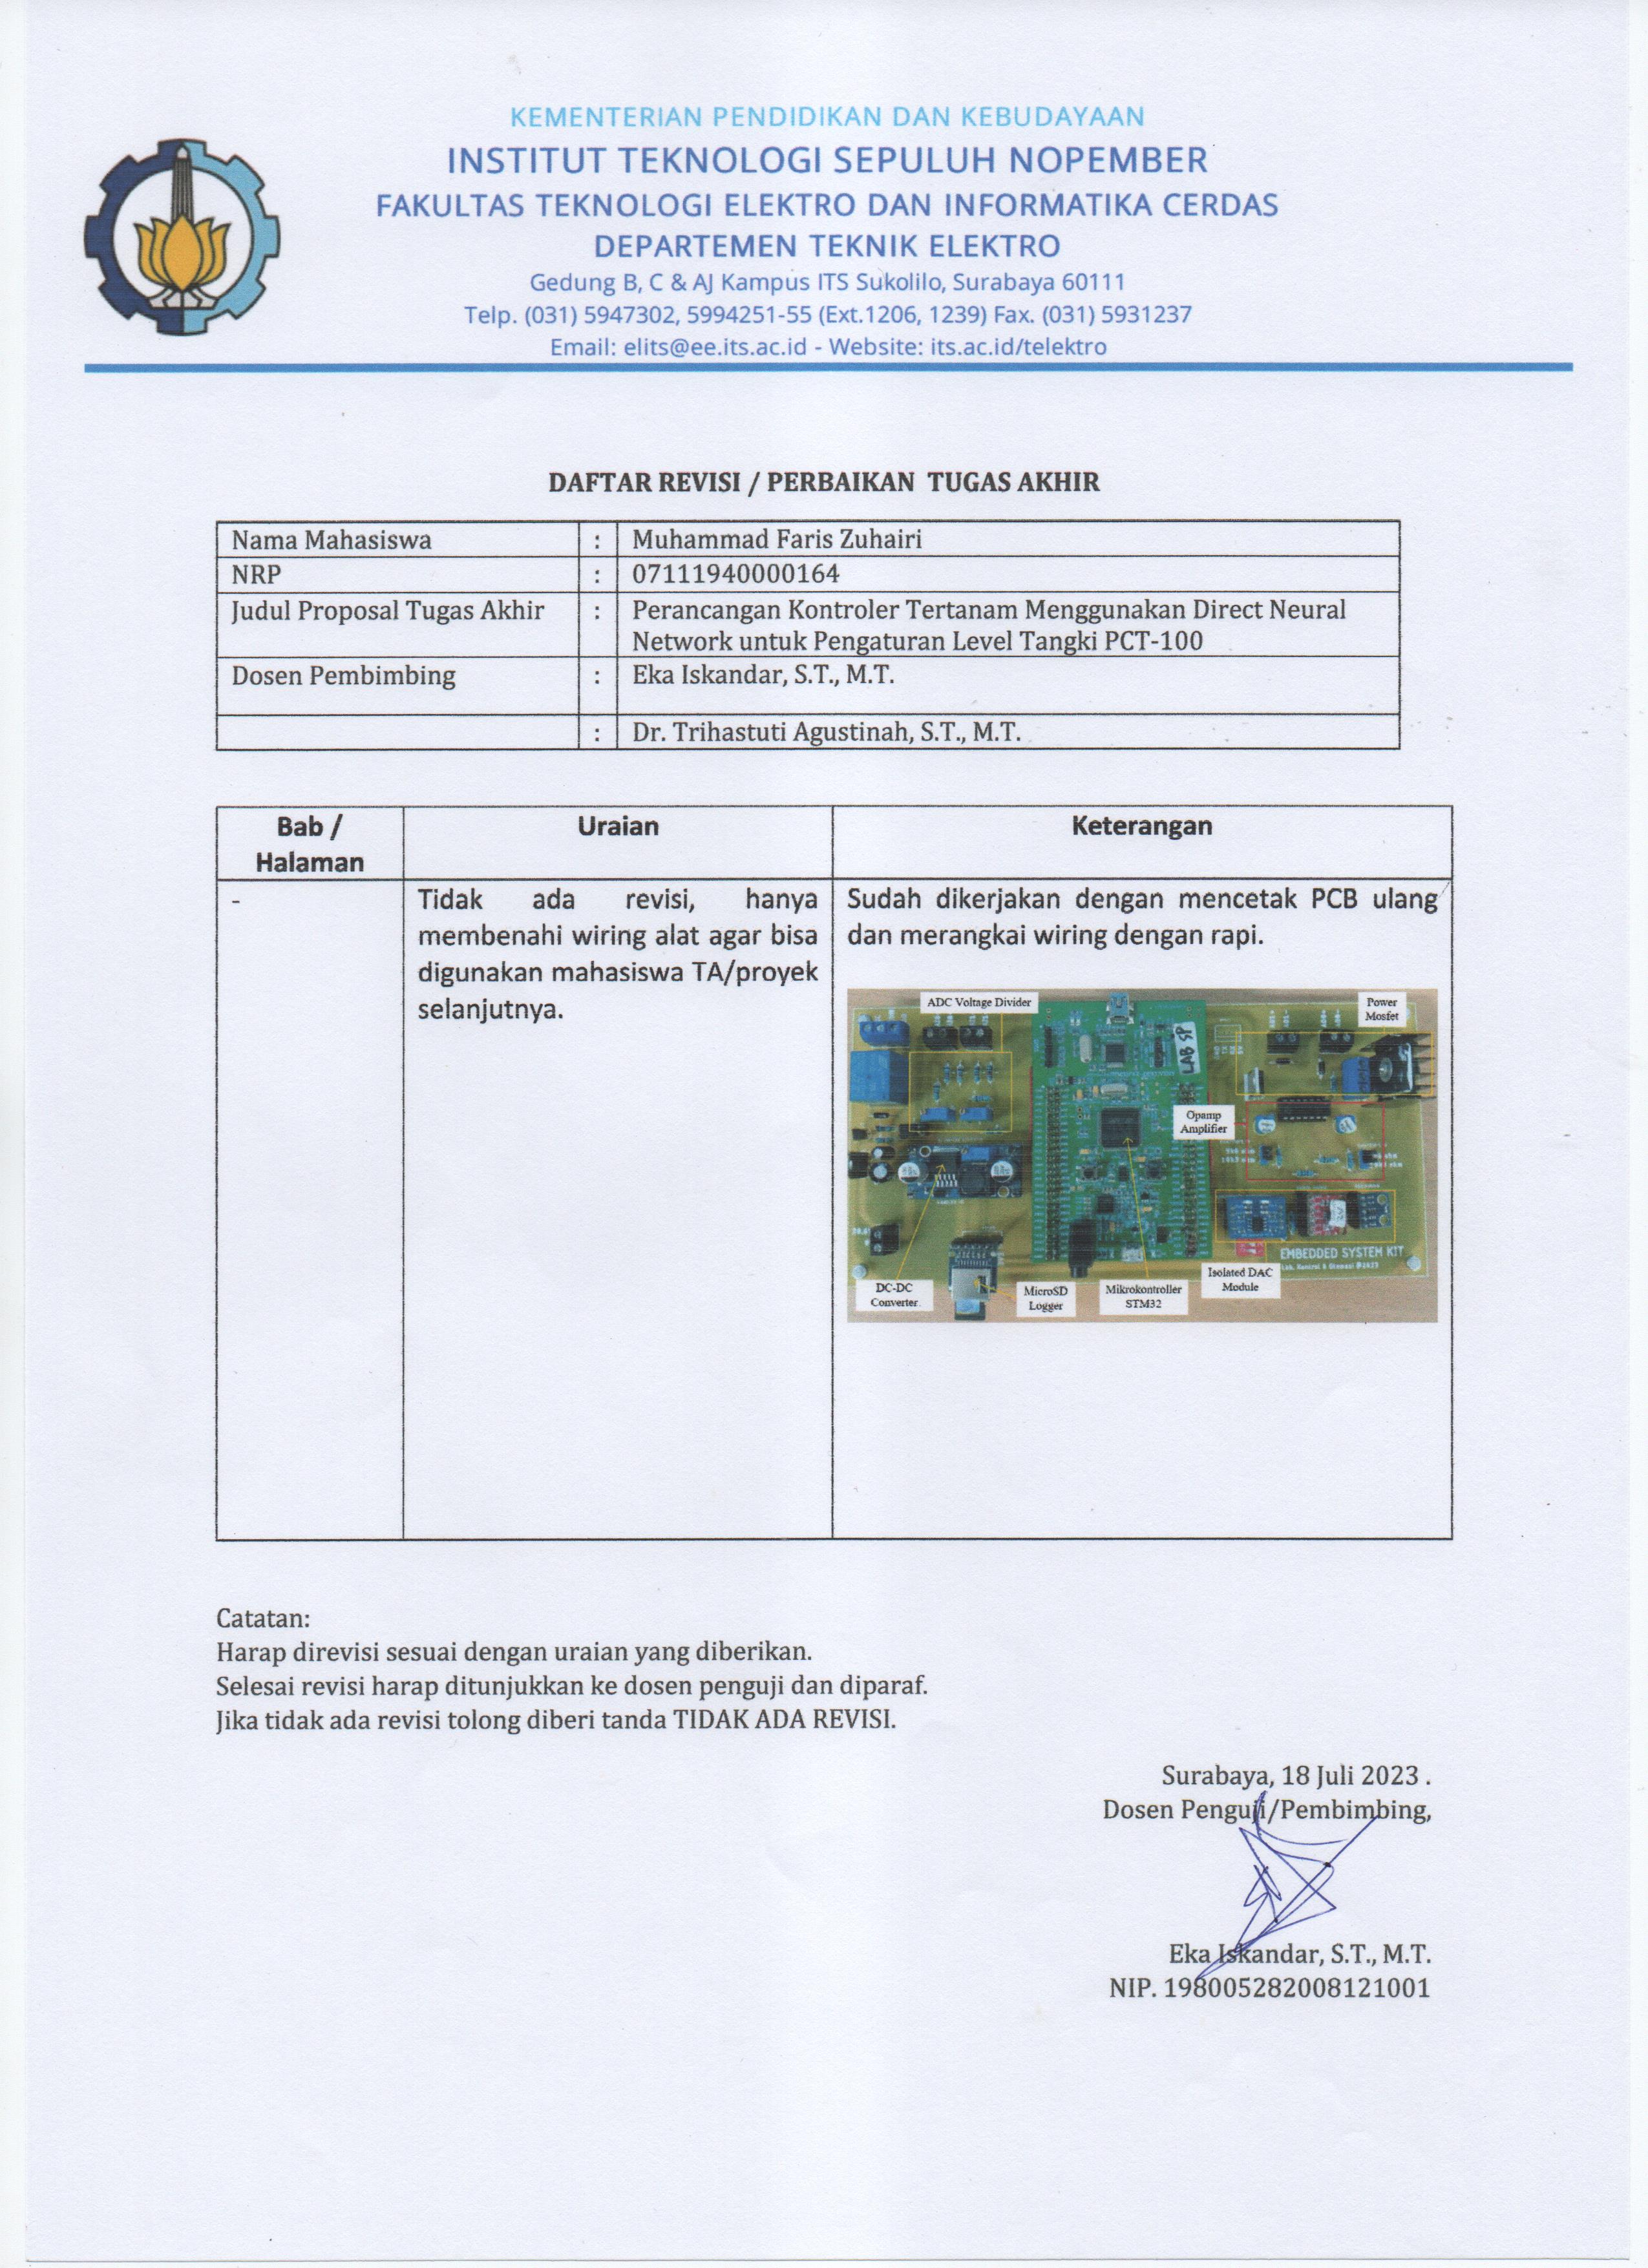 KEMENTERIAN PENDIDIKAN DAN KEBUDAYAAN
INSTITUT TEKNOLOGI SEPULUH NOPEMBER
FAKULTAS TEKNOLOGI ELEKTRO DAN INFORMATIKA CERDAS
DEPARTEMEN TEKNIK ELEKTRO
Gedung B, C & AJ Kampus ITS Sukolilo, Surabaya 60111
Telp. (031) 5947302, 5994251-55 (Ext.1206, 1239) Fax. (031) 5931237
Email: elits@ee.its.ac.id - Website: its.ac.id/telektro
DAFTAR REVISI / PERBAIKAN TUGAS AKHIR
Nama Mahasiswa : Muhammad Faris Zuhairi
NRP : 07111940000164
Judul Proposal Tugas Akhir : Perancangan Kontroler Tertanam Menggunakan Direct Neural
Network untuk Pengaturan Level Tangki PCT-100
Dosen Pembimbing : Eka Iskandar, S.T., M.T.
: Dr. Trihastuti Agustinah, S.T., M.T.
Bab /
Halaman
Uraian
Keterangan
-
Tidak ada revisi, hanya
membenahi wiring alat agar bisa
digunakan mahasiswa TA/proyek
selanjutnya.
Sudah dikerjakan dengan mencetak PCB ulang
dan merangkai wiring dengan rapi.
ADC Voltage Divider
Power
Mosfet
LAB SP
Opamp
Amplifier
EMBEDDED SYSTEM KIT
Lab. Kontrol & Otomasi @2023
Isolated DAC
Module
DC-DC
Converter
MicroSD
Logger
Mikrokontroller
STM32
Catatan:
Harap direvisi sesuai dengan uraian yang diberikan.
Selesai revisi harap ditunjukkan ke dosen penguji dan diparaf.
Jika tidak ada revisi tolong diberi tanda TIDAK ADA REVISI.
Surabaya, 18 Juli 2023 .
Dosen Penguji/Pembimbing,
Eka Iskandar, S.T., M.T.
NIP. 198005282008121001